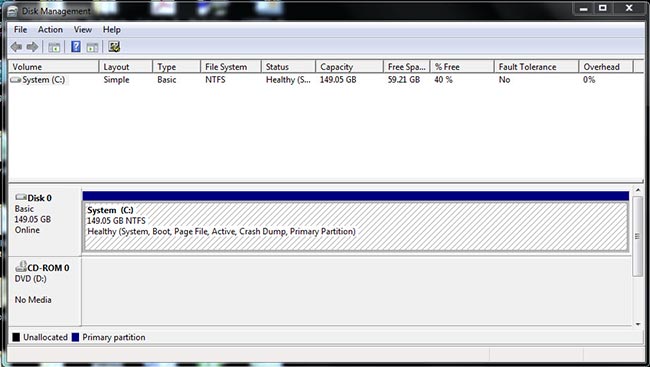 Disk Management
File Action View Help
Volume Layout Type File System Status Capacity Free Spa... % Free Fault Tolerance Overhead
System (C:) Simple Basic NTFS Healthy (S... 149.05 GB 59.21 GB 40 % No 0%
Disk 0
Basic
149.05 GB
Online
System (C:)
149.05 GB NTFS
Healthy (System, Boot, Page File, Active, Crash Dump, Primary Partition)
CD-ROM 0
DVD (D:)
No Media
Unallocated Primary partition